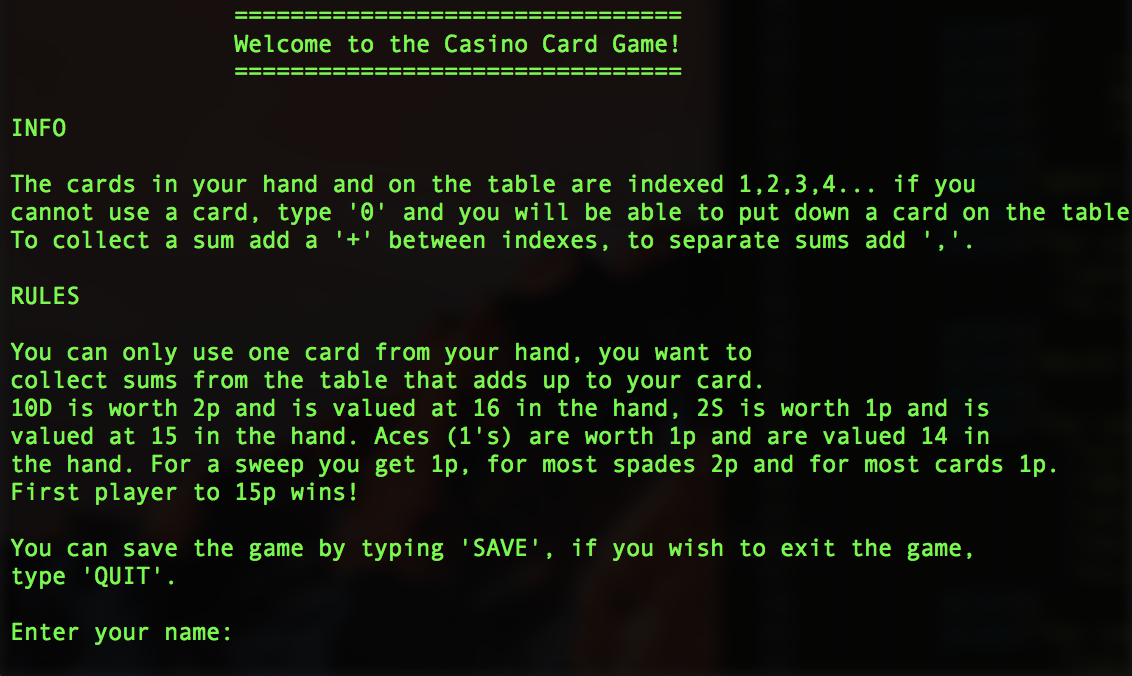 ================================
Welcome to the Casino Card Game!
================================
INFO
The cards in your hand and on the table are indexed 1,2,3,4... if you
cannot use a card, type '0' and you will be able to put down a card on the table
To collect a sum add a '+' between indexes, to separate sums add ','.
RULES
You can only use one card from your hand, you want to
collect sums from the table that adds up to your card.
10D is worth 2p and is valued at 16 in the hand, 2S is worth 1p and is
valued at 15 in the hand. Aces (1's) are worth 1p and are valued 14 in
the hand. For a sweep you get 1p, for most spades 2p and for most cards 1p.
First player to 15p wins!
You can save the game by typing 'SAVE', if you wish to exit the game,
type 'QUIT'.
Enter your name: